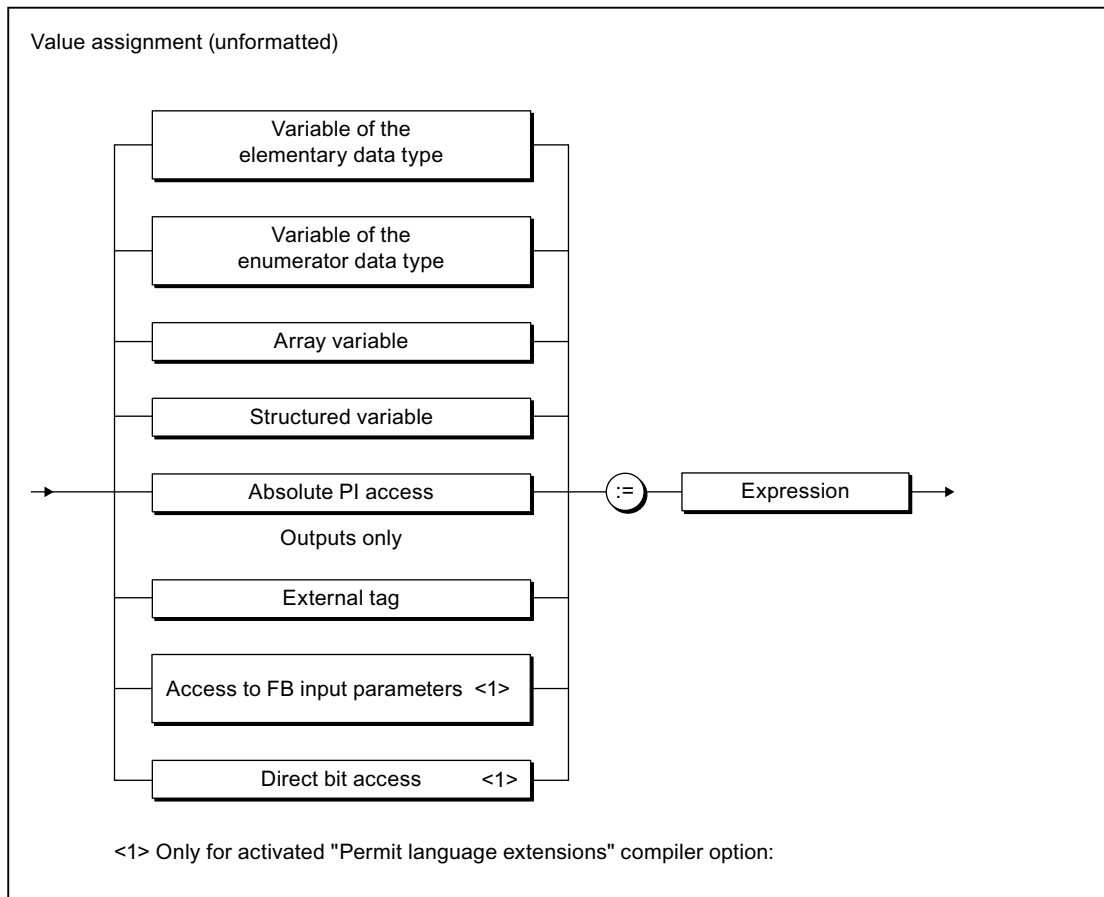 Value assignment (unformatted)
Variable of the
elementary data type
Variable of the
enumerator data type
Array variable
Structured variable
Absolute PI access
:=
Expression
Outputs only
External tag
Access to FB input parameters <1>
Direct bit access <1>
<1> Only for activated "Permit language extensions" compiler option: